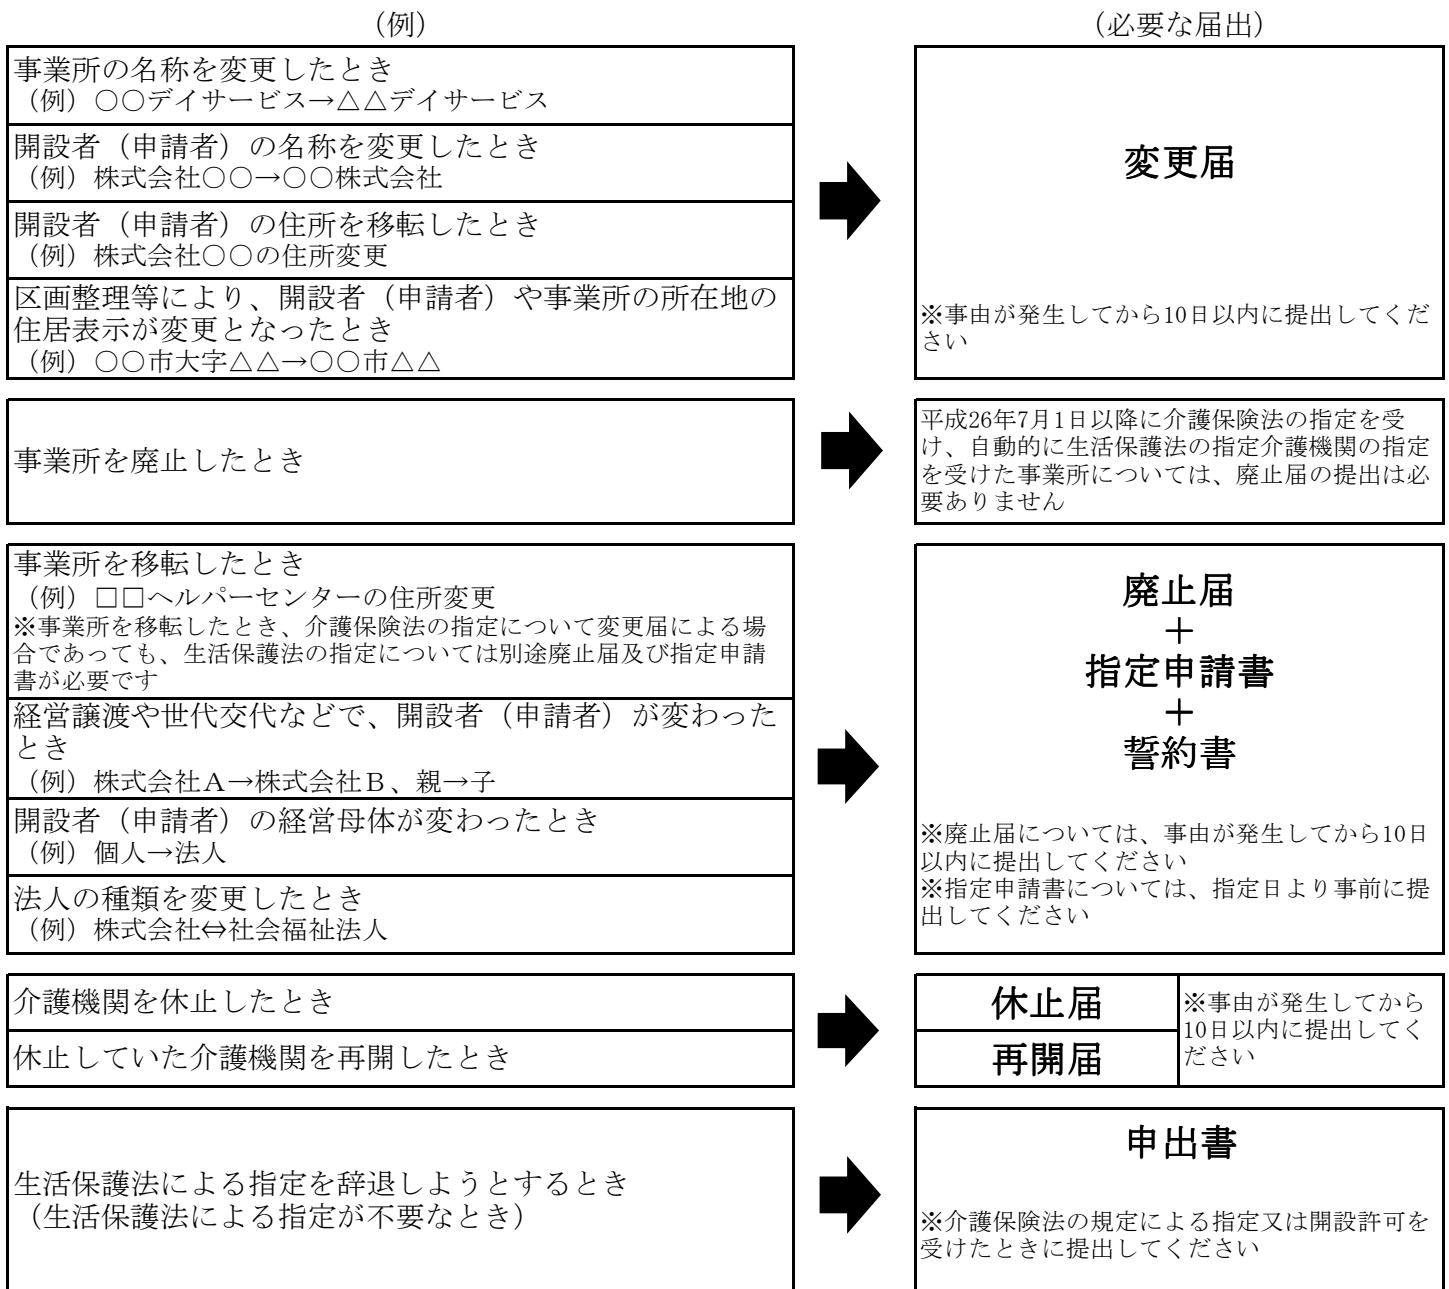 （例）
（必要な届出）
事業所の名称を変更したとき
（例）○○デイサービス→△△デイサービス
開設者（申請者）の名称を変更したとき
（例）株式会社○○→○○株式会社
開設者（申請者）の住所を移転したとき
（例）株式会社○○の住所変更
区画整理等により、開設者（申請者）や事業所の所在地の
住居表示が変更となったとき
（例）○○市大字△△→○○市△△
変更届
※事由が発生してから10日以内に提出してくだ
さい
事業所を廃止したとき
平成26年7月1日以降に介護保険法の指定を受
け、自動的に生活保護法の指定介護機関の指定
を受けた事業所については、廃止届の提出は必
要ありません
事業所を移転したとき
（例）□□ヘルパーセンターの住所変更
※事業所を移転したとき、介護保険法の指定について変更届による場
合であっても、生活保護法の指定については別途廃止届及び指定申請
書が必要です
経営譲渡や世代交代などで、開設者（申請者）が変わった
とき
（例）株式会社Ａ→株式会社Ｂ、親→子
開設者（申請者）の経営母体が変わったとき
（例）個人→法人
法人の種類を変更したとき
（例）株式会社⇔社会福祉法人
廃止届
＋
指定申請書
＋
誓約書
※廃止届については、事由が発生してから10日
以内に提出してください
※指定申請書については、指定日より事前に提
出してください
介護機関を休止したとき
休止していた介護機関を再開したとき
休止届
再開届
※事由が発生してから
10日以内に提出してく
ださい
生活保護法による指定を辞退しようとするとき
（生活保護法による指定が不要なとき）
申出書
※介護保険法の規定による指定又は開設許可を
受けたときに提出してください